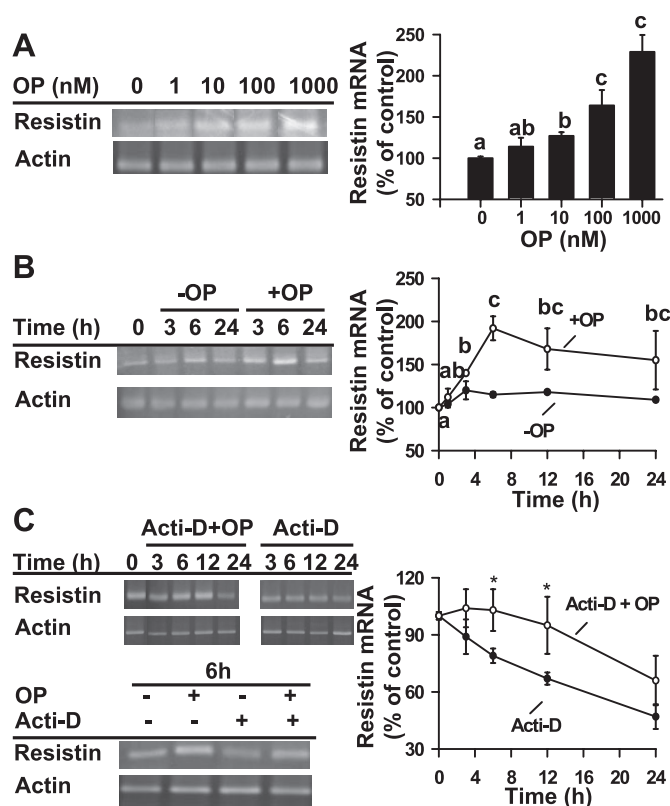 A
OP (nM) 0 1 10 100 1000
Resistin
Actin
Resistin mRNA
(% of control)
250
200
150
100
50
a ab b c c
0 1 10 100 1000
OP (nM)
B
-OP +OP
Time (h) 0 3 6 24 3 6 24
Resistin
Actin
Resistin mRNA
(% of control)
250
200
150
100
50
a ab b c bc bc
+OP
-OP
0 4 8 12 16 20 24
Time (h)
C
Acti-D+OP Acti-D
Time (h) 0 3 6 12 24 3 6 12 24
Resistin
Actin
6h
OP - + - +
Acti-D - - + +
Resistin
Actin
Resistin mRNA
(% of control)
120
90
60
30
* *
Acti-D + OP
Acti-D
0 4 8 12 16 20 24
Time (h)